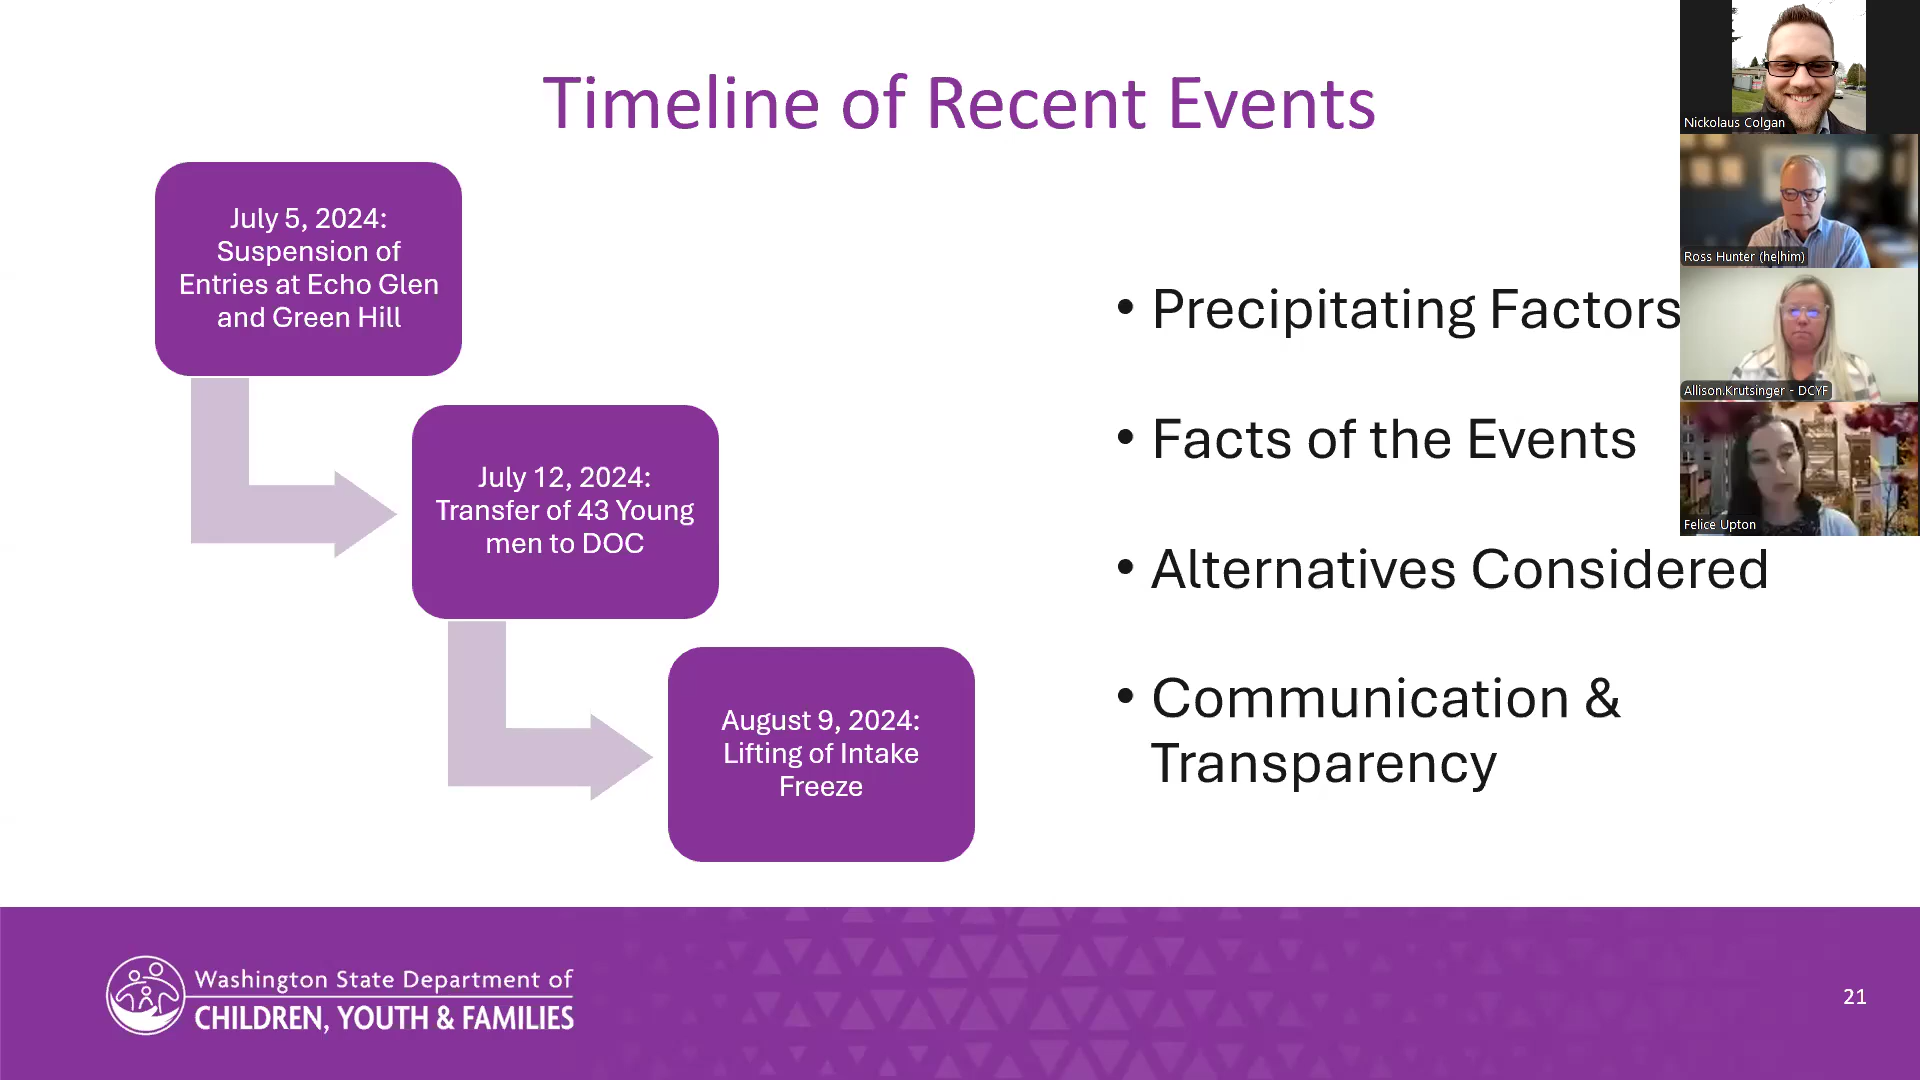 Timeline of Recent Events
July 5, 2024:
Suspension of
Entries at Echo Glen
and Green Hill
July 12, 2024:
Transfer of 43 Young
men to DOC
August 9, 2024:
Lifting of Intake
Freeze
• Precipitating Factors
• Facts of the Events
• Alternatives Considered
• Communication &
Transparency
Nickolaus Colgan
Ross Hunter (he|him)
Allison.Krutsinger - DCYF
Felice Upton
Washington State Department of
CHILDREN, YOUTH & FAMILIES
21